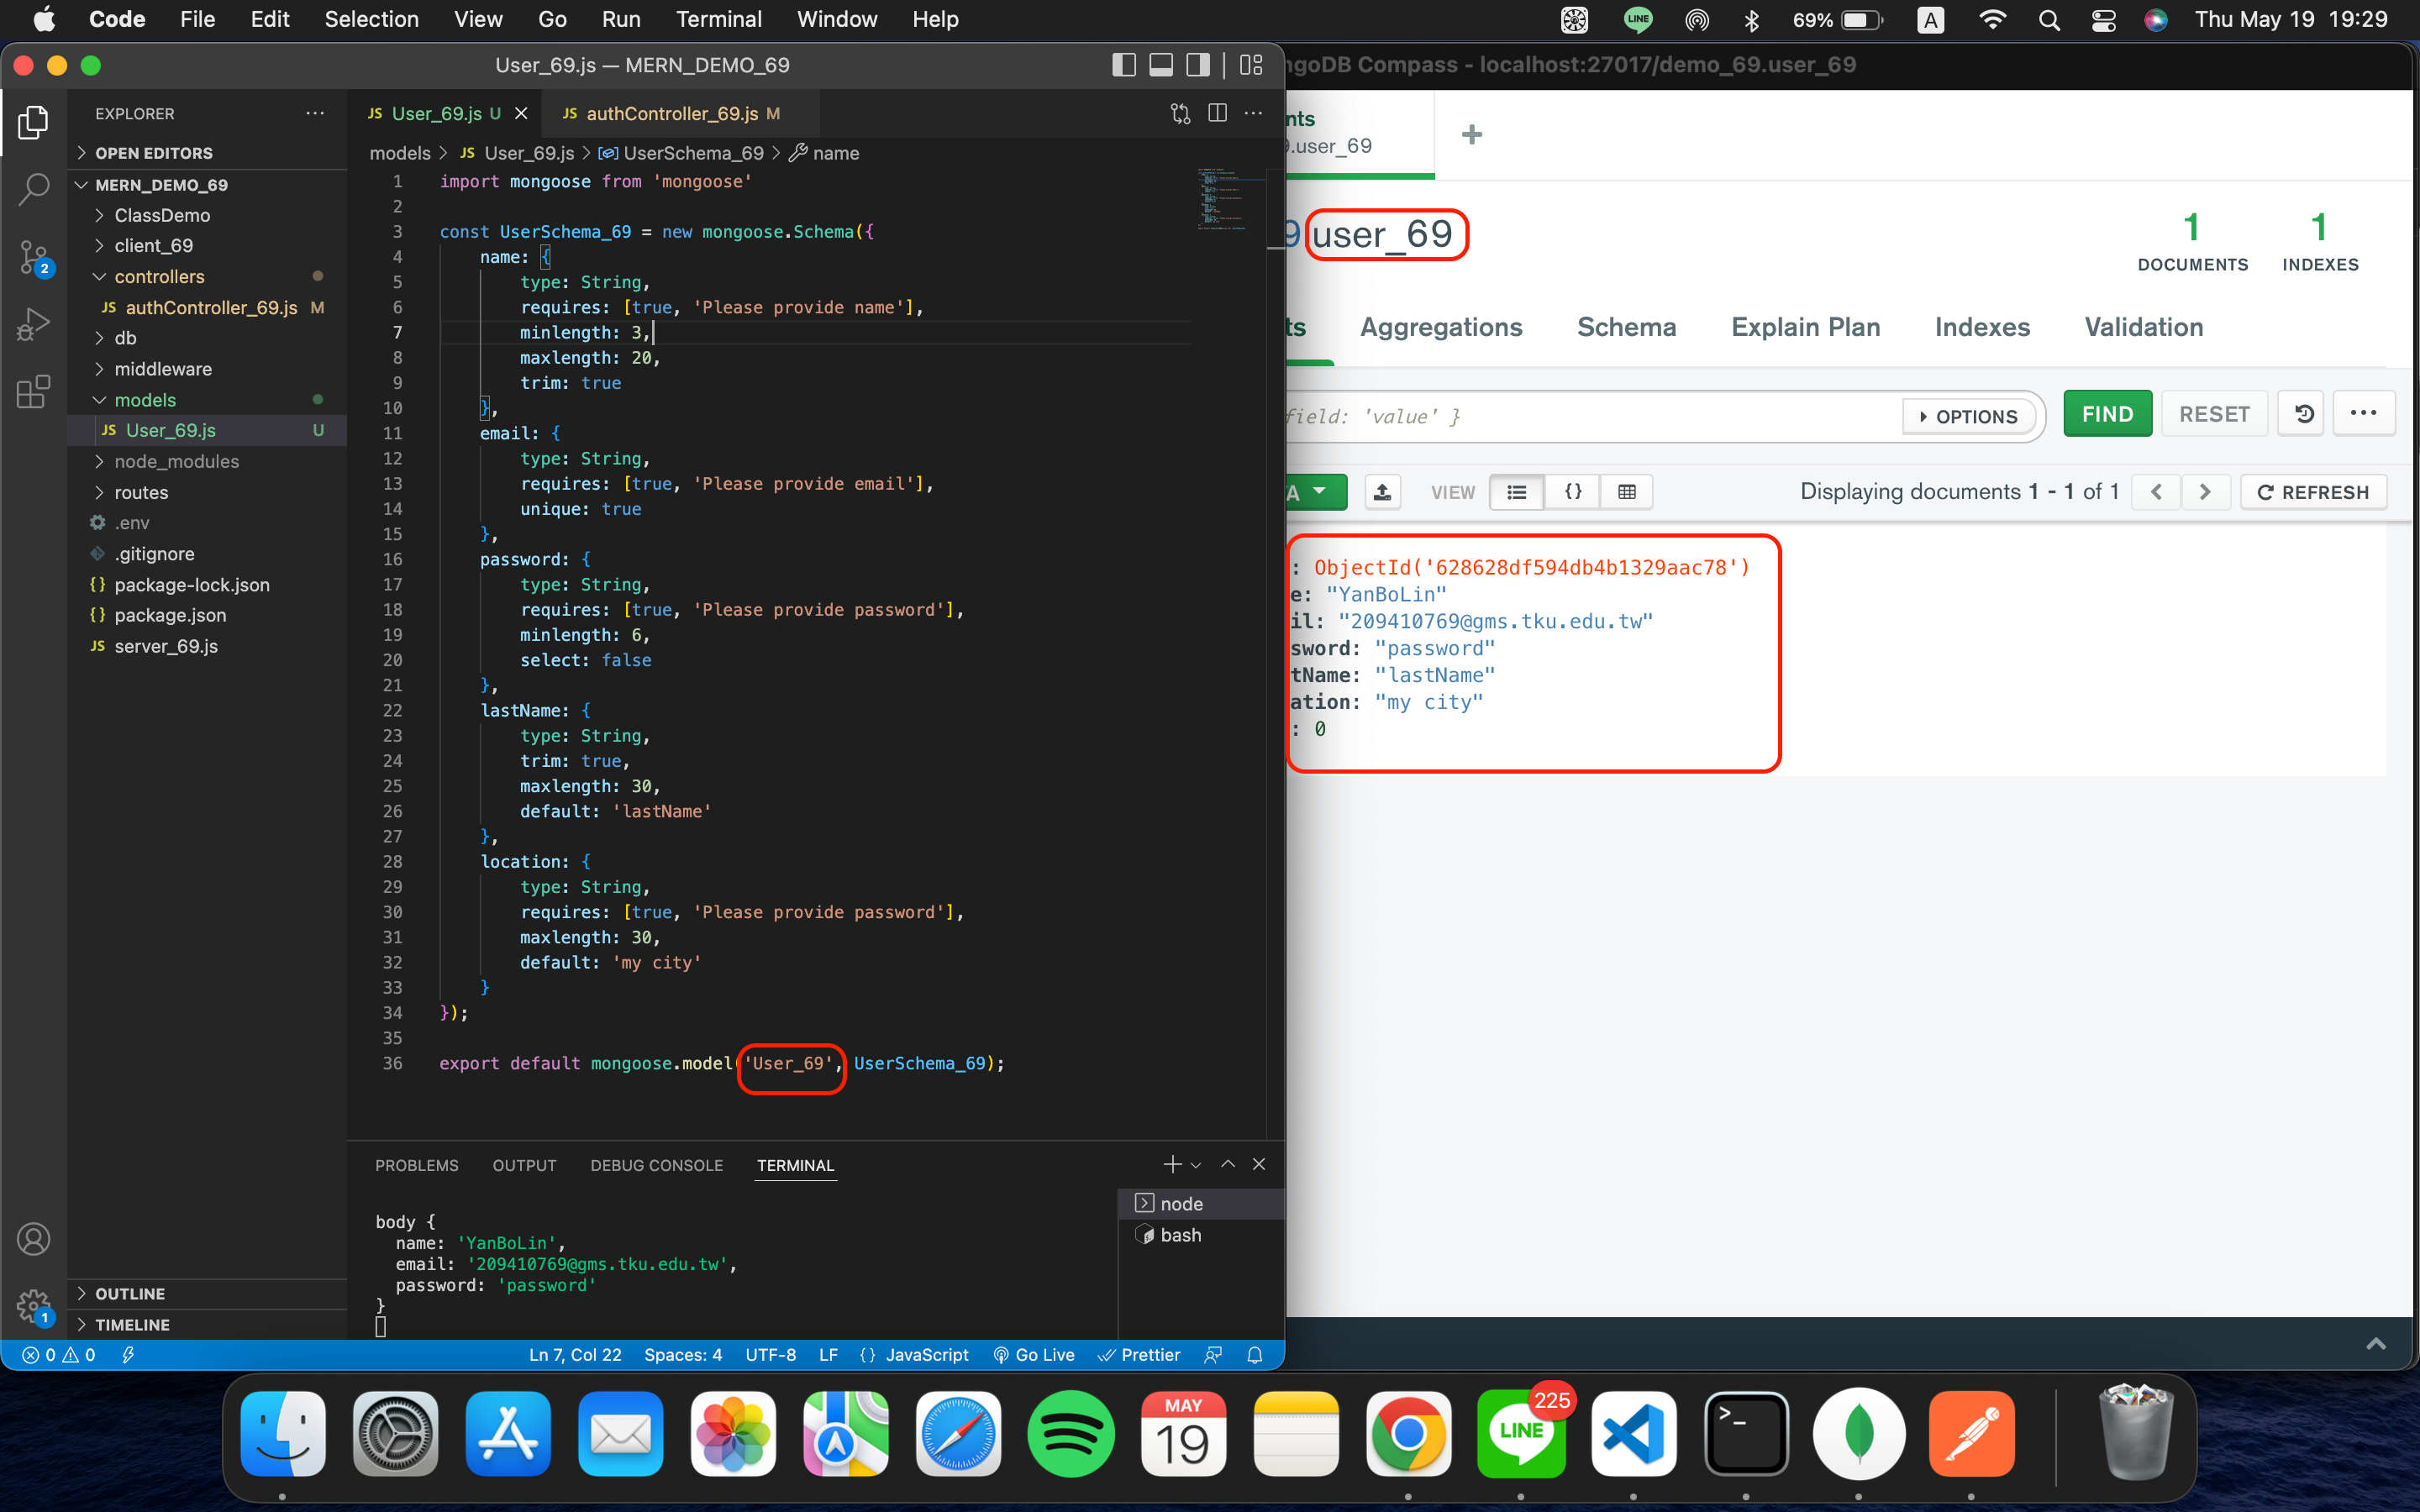 Code File Edit Selection View Go Run Terminal Window Help
LINE 69% A Thu May 19 19:29
User_69.js — MERN_DEMO_69
EXPLORER
OPEN EDITORS
MERN_DEMO_69
ClassDemo
client_69
controllers
JS authController_69.js M
db
middleware
models
JS User_69.js U
node_modules
routes
.env
.gitignore
{} package-lock.json
{} package.json
JS server_69.js
OUTLINE
TIMELINE
2
1
JS User_69.js U
JS authController_69.js M
models > JS User_69.js > UserSchema_69 > name
1 import mongoose from 'mongoose'
2
3 const UserSchema_69 = new mongoose.Schema({
4 name: {
5 type: String,
6 requires: [true, 'Please provide name'],
7 minlength: 3,
8 maxlength: 20,
9 trim: true
10 },
11 email: {
12 type: String,
13 requires: [true, 'Please provide email'],
14 unique: true
15 },
16 password: {
17 type: String,
18 requires: [true, 'Please provide password'],
19 minlength: 6,
20 select: false
21 },
22 lastName: {
23 type: String,
24 trim: true,
25 maxlength: 30,
26 default: 'lastName'
27 },
28 location: {
29 type: String,
30 requires: [true, 'Please provide password'],
31 maxlength: 30,
32 default: 'my city'
33 }
34 });
35
36 export default mongoose.model('User_69', UserSchema_69);
PROBLEMS OUTPUT DEBUG CONSOLE TERMINAL
body {
name: 'YanBoLin',
email: '209410769@gms.tku.edu.tw',
password: 'password'
}
node
bash
0 0 Ln 7, Col 22 Spaces: 4 UTF-8 LF {} JavaScript Go Live Prettier
ngoDB Compass - localhost:27017/demo_69.user_69
nts
.user_69
9.user_69
1 DOCUMENTS
1 INDEXES
ts Aggregations Schema Explain Plan Indexes Validation
field: 'value' }
OPTIONS FIND RESET
A VIEW {} Displaying documents 1 - 1 of 1 REFRESH
: ObjectId('628628df594db4b1329aac78')
e: "YanBoLin"
il: "209410769@gms.tku.edu.tw"
sword: "password"
tName: "lastName"
ation: "my city"
: 0
MAY
19
LINE
225
>_